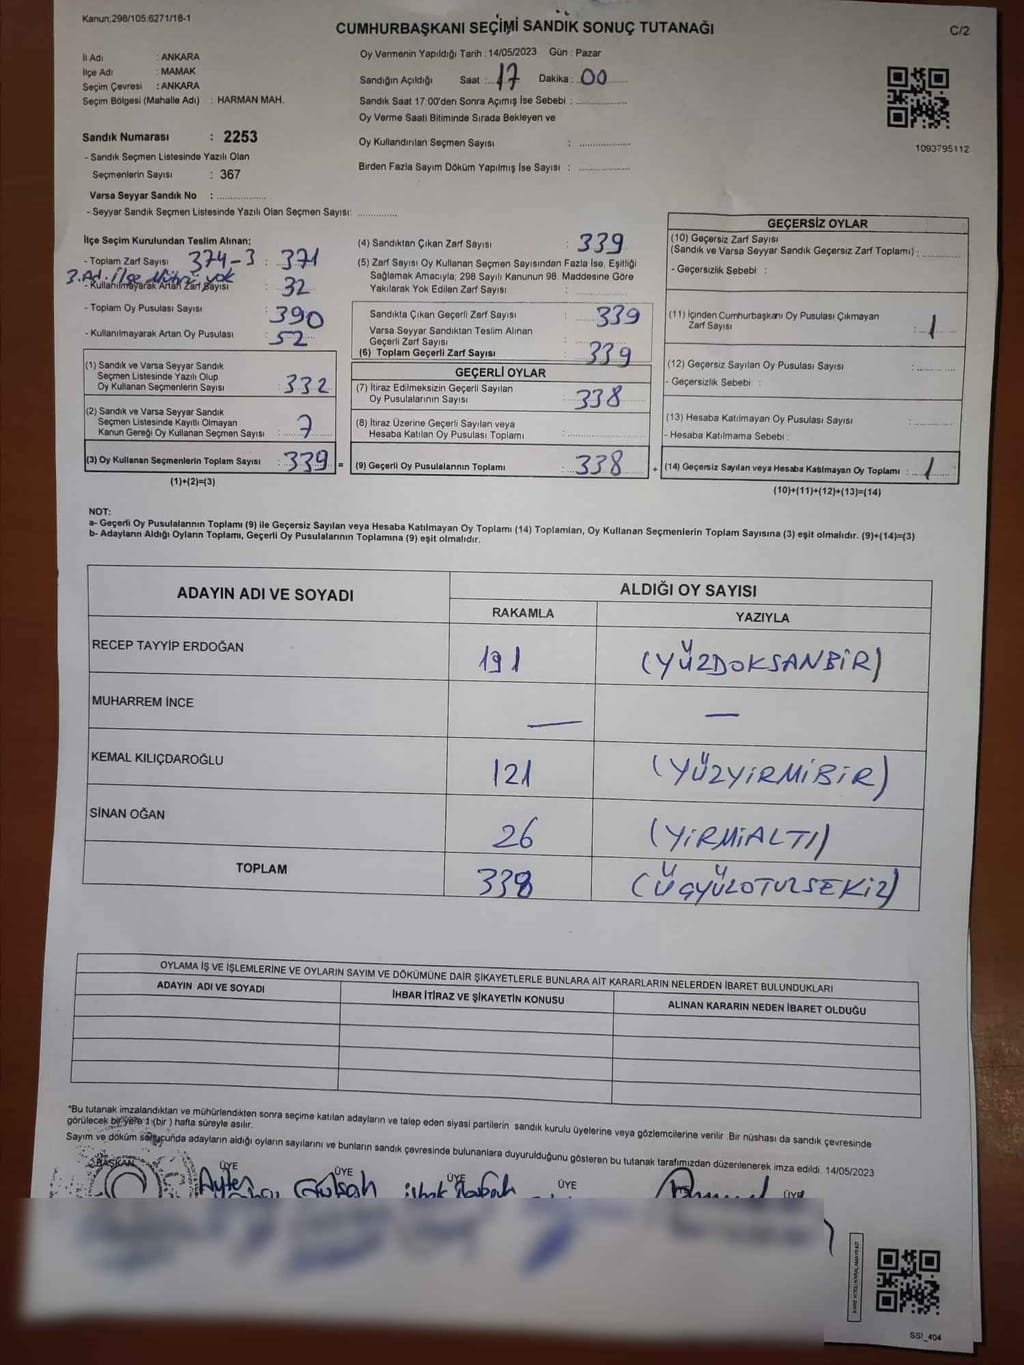 Kanun:298/105,6271/18-1
CUMHURBAŞKANI SEÇİMİ SANDIK SONUÇ TUTANAĞI
C/2
İl Adı : ANKARA
İlçe Adı : MAMAK
Seçim Çevresi : ANKARA
Seçim Bölgesi (Mahalle Adı) : HARMAN MAH.
Oy Vermenin Yapıldığı Tarih : 14/05/2023 Gün : Pazar
Sandığın Açıldığı Saat : 17 Dakika : 00
Sandık Saat 17.00'den Sonra Açımış İse Sebebi :
Oy Verme Saati Bitiminde Sırada Bekleyen ve
Oy Kullandırılan Seçmen Sayısı :
Birden Fazla Sayım Döküm Yapılmış İse Sayısı :
1093795112
Sandık Numarası : 2253
- Sandık Seçmen Listesinde Yazılı Olan
Seçmenlerin Sayısı : 367
Varsa Seyyar Sandık No :
- Seyyar Sandık Seçmen Listesinde Yazılı Olan Seçmen Sayısı:
İlçe Seçim Kurulundan Teslim Alınan;
- Toplam Zarf Sayısı 374-3 : 371
3. Ad. İlçe Mührü yok
- Kullanılmayarak Artan Zarf Sayısı : 32
- Toplam Oy Pusulası Sayısı : 390
- Kullanılmayarak Artan Oy Pusulası : 52
(1) Sandık ve Varsa Seyyar Sandık
Seçmen Listesinde Yazılı Olup
Oy Kullanan Seçmenlerin Sayısı : 332
(2) Sandık ve Varsa Seyyar Sandık
Seçmen Listesinde Kayıtlı Olmayan
Kanun Gereği Oy Kullanan Seçmen Sayısı : 7
(3) Oy Kullanan Seçmenlerin Toplam Sayısı : 339 =
(1)+(2)=(3)
(4) Sandıktan Çıkan Zarf Sayısı : 339
(5) Zarf Sayısı Oy Kullanan Seçmen Sayısından Fazla İse, Eşitliği
Sağlamak Amacıyla; 298 Sayılı Kanunun 98. Maddesine Göre
Yakılarak Yok Edilen Zarf Sayısı :
Sandıkta Çıkan Geçerli Zarf Sayısı : 339
Varsa Seyyar Sandıktan Teslim Alınan
Geçerli Zarf Sayısı :
(6) Toplam Geçerli Zarf Sayısı : 339
GEÇERLİ OYLAR
(7) İtiraz Edilmeksizin Geçerli Sayılan
Oy Pusulalarının Sayısı : 338
(8) İtiraz Üzerine Geçerli Sayılan veya
Hesaba Katılan Oy Pusulası Toplamı :
(9) Geçerli Oy Pusulalarının Toplamı : 338 +
GEÇERSİZ OYLAR
(10) Geçersiz Zarf Sayısı
(Sandık ve Varsa Seyyar Sandık Geçersiz Zarf Toplamı) :
- Geçersizlik Sebebi :
(11) İçinden Cumhurbaşkanı Oy Pusulası Çıkmayan
Zarf Sayısı : 1
(12) Geçersiz Sayılan Oy Pusulası Sayısı :
- Geçersizlik Sebebi :
(13) Hesaba Katılmayan Oy Pusulası Sayısı :
- Hesaba Katılmama Sebebi :
(14) Geçersiz Sayılan veya Hesaba Katılmayan Oy Toplamı : 1
(10)+(11)+(12)+(13)=(14)
NOT:
a- Geçerli Oy Pusulalarının Toplamı (9) ile Geçersiz Sayılan veya Hesaba Katılmayan Oy Toplamı (14) Toplamları, Oy Kullanan Seçmenlerin Toplam Sayısına (3) eşit olmalıdır. (9)+(14)=(3)
b- Adayların Aldığı Oyların Toplamı, Geçerli Oy Pusulalarının Toplamına (9) eşit olmalıdır.
ADAYIN ADI VE SOYADI
ALDIĞI OY SAYISI
RAKAMLA YAZIYLA
RECEP TAYYİP ERDOĞAN 191 (YÜZDOKSANBİR)
MUHARREM İNCE — —
KEMAL KILIÇDAROĞLU 121 (YÜZYİRMİBİR)
SİNAN OĞAN 26 (YİRMİALTI)
TOPLAM 338 (ÜÇYÜZOTUZSEKİZ)
OYLAMA İŞ VE İŞLEMLERİNE VE OYLARIN SAYIM VE DÖKÜMÜNE DAİR ŞİKAYETLERLE BUNLARA AİT KARARLARIN NELERDEN İBARET BULUNDUKLARI
ADAYIN ADI VE SOYADI İHBAR İTİRAZ VE ŞİKAYETİN KONUSU ALINAN KARARIN NEDEN İBARET OLDUĞU
*Bu tutanak imzalandıktan ve mühürlendikten sonra seçime katılan adayların ve talep eden siyasi partilerin sandık kurulu üyelerine veya gözlemcilerine verilir. Bir nüshası da sandık çevresinde
görülecek bir yere 1 (bir) hafta süreyle asılır.
Sayım ve döküm sonucunda adayların aldığı oyların sayılarını ve bunların sandık çevresinde bulunanlara duyurulduğunu gösteren bu tutanak tarafımızdan düzenlenerek imza edildi. 14/05/2023
BAŞKAN ÜYE ÜYE ÜYE ÜYE ÜYE
Ayten Gülşah
SSI_404